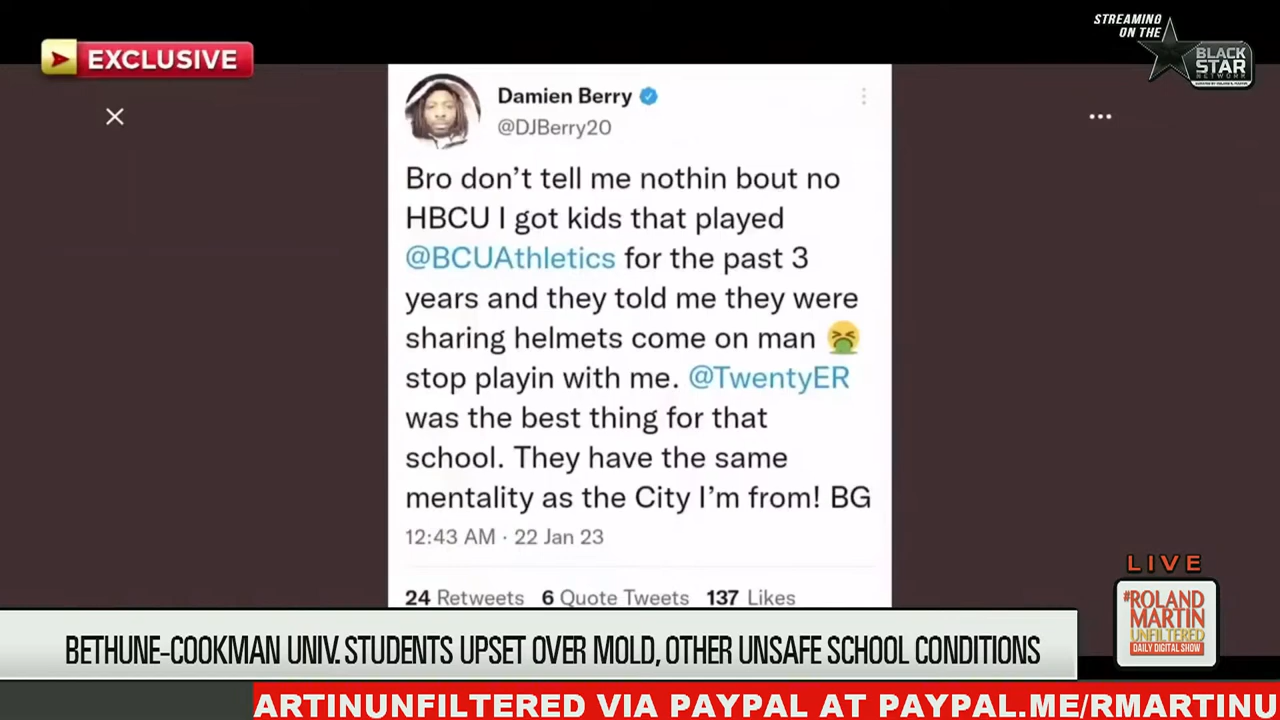 STREAMING
ON THE
BLACK
STAR
NETWORK
EXCLUSIVE
Damien Berry
@DJBerry20
Bro don't tell me nothin bout no
HBCU I got kids that played
@BCUAthletics for the past 3
years and they told me they were
sharing helmets come on man 🤮
stop playin with me. @TwentyER
was the best thing for that
school. They have the same
mentality as the City I'm from! BG
12:43 AM · 22 Jan 23
24 Retweets 6 Quote Tweets 137 Likes
LIVE
#ROLAND
MARTIN
UNFILTERED
DAILY DIGITAL SHOW
BETHUNE-COOKMAN UNIV. STUDENTS UPSET OVER MOLD, OTHER UNSAFE SCHOOL CONDITIONS
ARTINUNFILTERED VIA PAYPAL AT PAYPAL.ME/RMARTINU